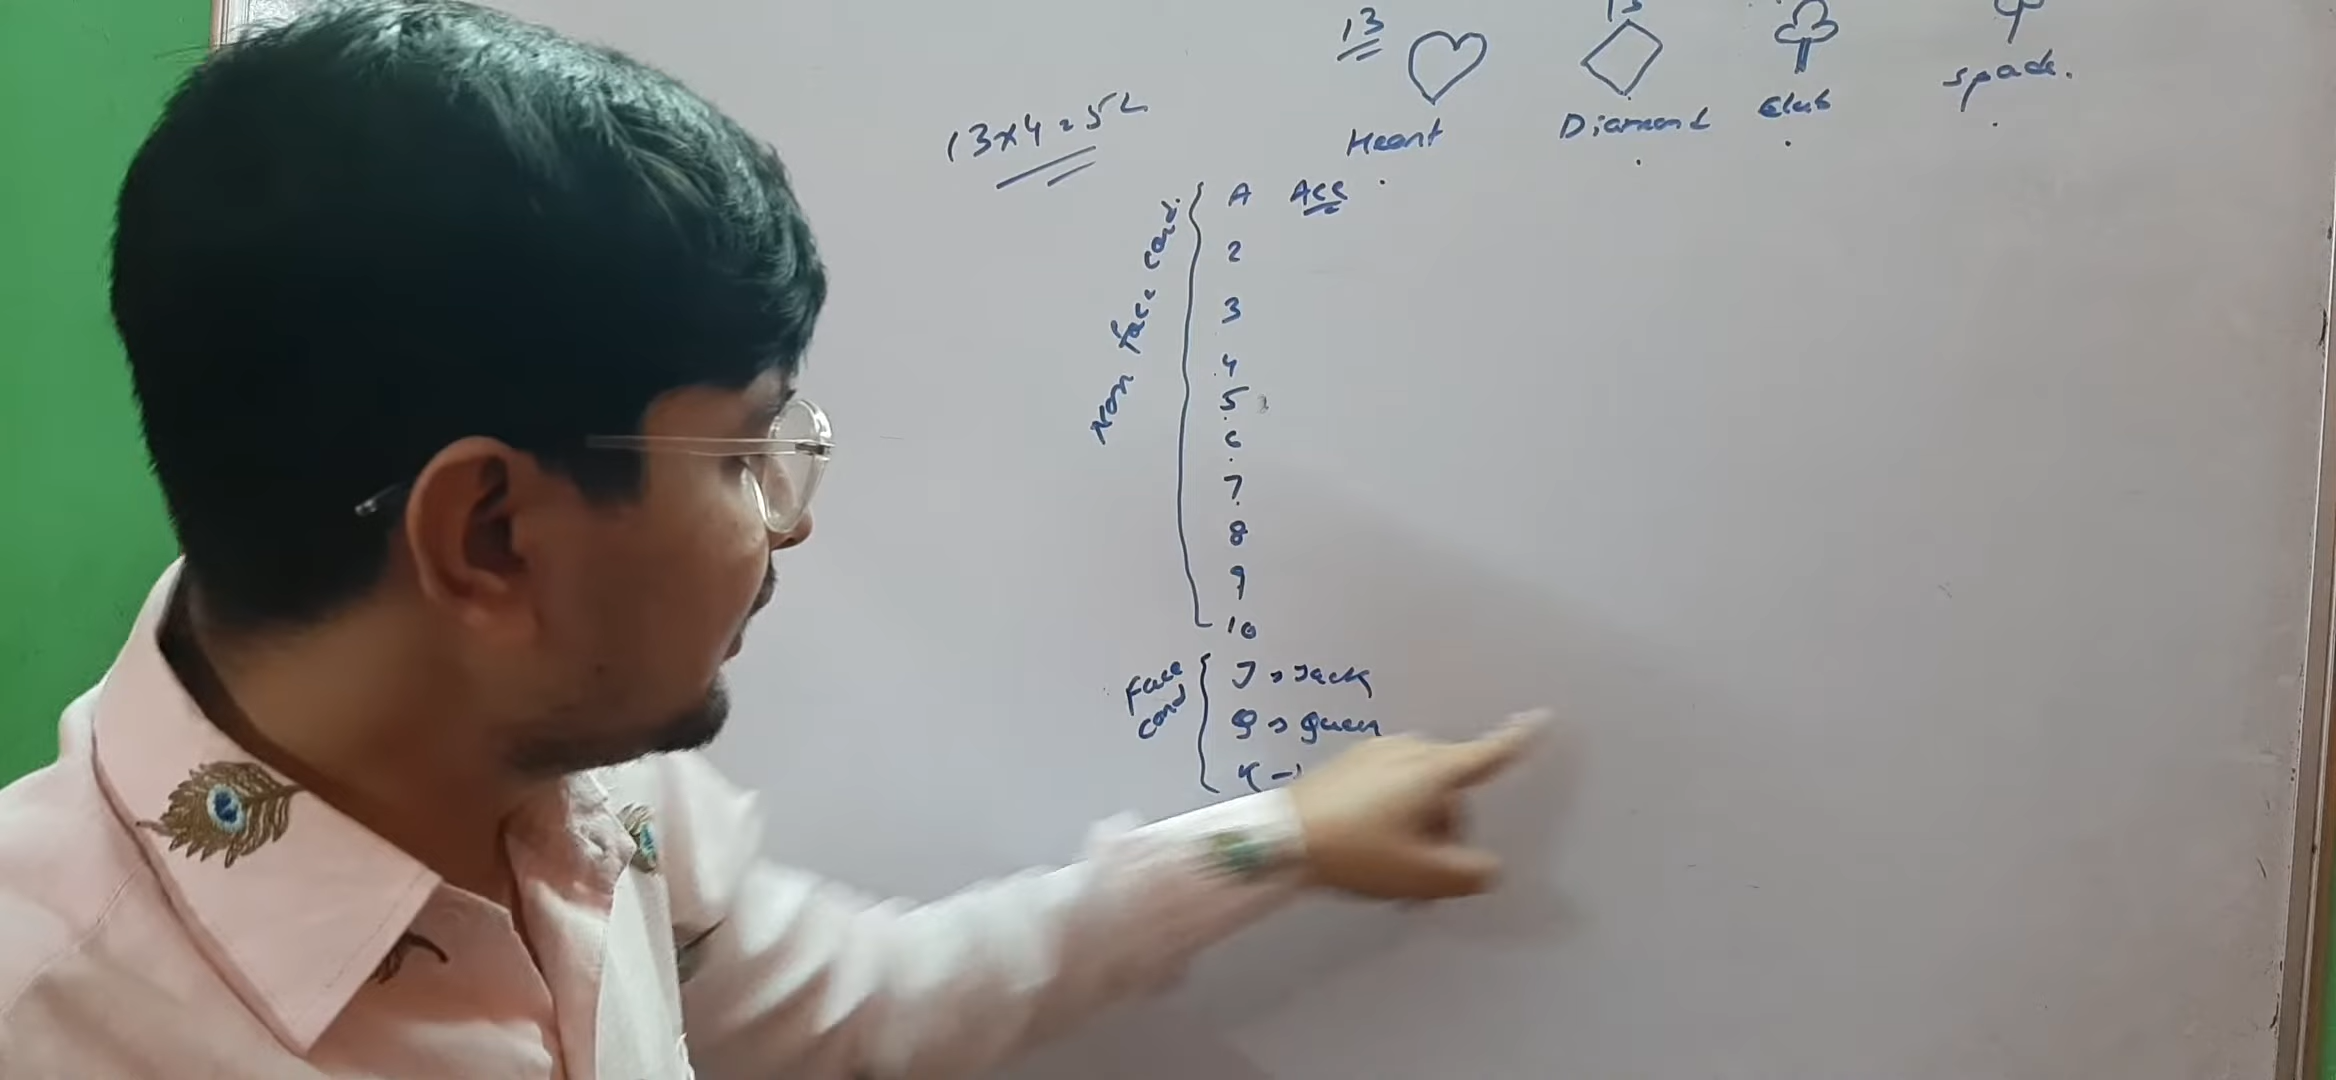 13 13
Heart Diamond Club Spade.
13x4=52
Non face card.
A Ace
2
3
4
5
6
7
8
9
10
Face card
J → Jack
Q → Queen
K →